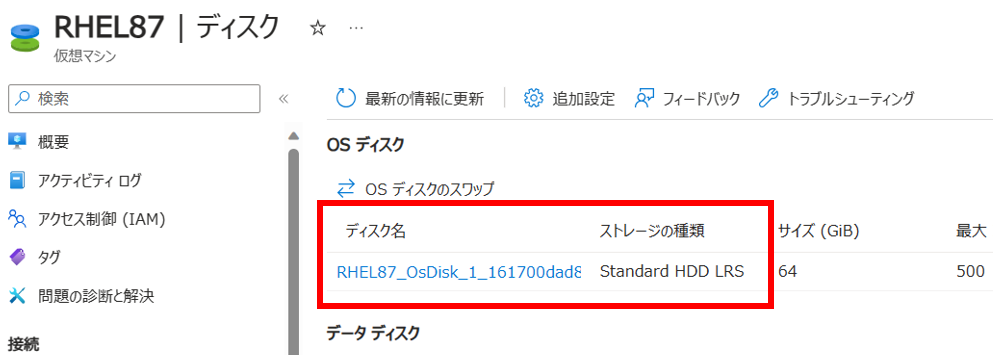 RHEL87 | ディスク ☆ …
仮想マシン
検索 «
最新の情報に更新 追加設定 フィードバック トラブルシューティング
概要
アクティビティ ログ
アクセス制御 (IAM)
タグ
問題の診断と解決
接続
OS ディスク
OS ディスクのスワップ
ディスク名 ストレージの種類 サイズ (GiB) 最大
RHEL87_OsDisk_1_161700dad8 Standard HDD LRS 64 500
データ ディスク